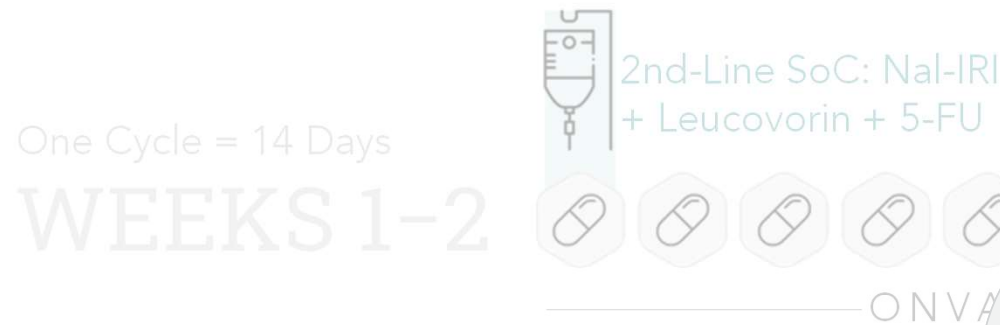 One Cycle = 14 Days
WEEKS 1–2
2nd-Line SoC: Nal-IRI
+ Leucovorin + 5-FU